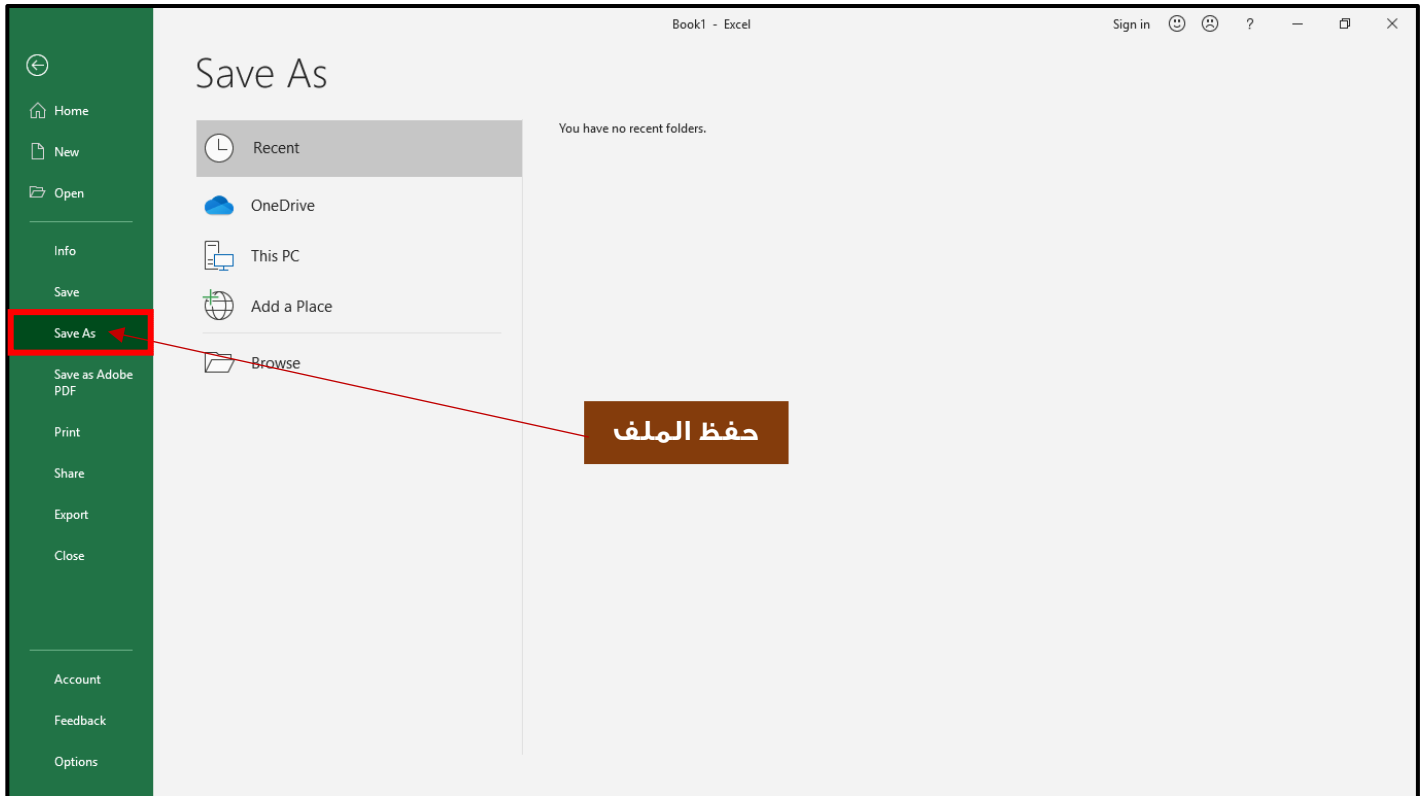 Book1 - Excel
Sign in
?
Save As
Home
New
Open
Info
Save
Save As
Save as Adobe
PDF
Print
Share
Export
Close
Account
Feedback
Options
Recent
OneDrive
This PC
Add a Place
Browse
You have no recent folders.
حفظ الملف